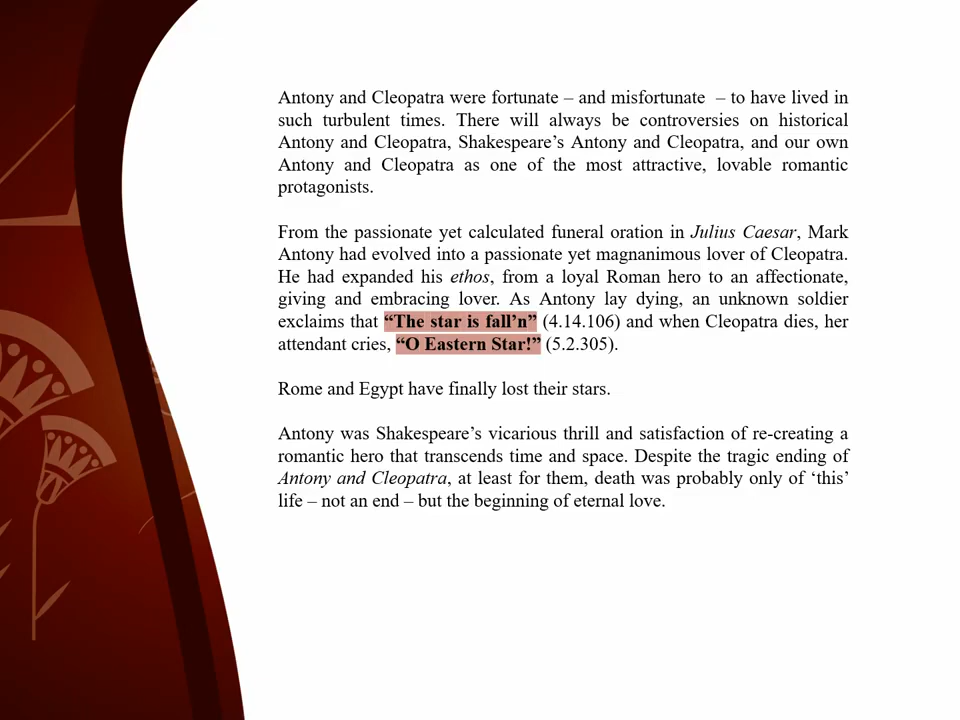 Antony and Cleopatra were fortunate – and misfortunate – to have lived in
such turbulent times. There will always be controversies on historical
Antony and Cleopatra, Shakespeare’s Antony and Cleopatra, and our own
Antony and Cleopatra as one of the most attractive, lovable romantic
protagonists.
From the passionate yet calculated funeral oration in Julius Caesar, Mark
Antony had evolved into a passionate yet magnanimous lover of Cleopatra.
He had expanded his ethos, from a loyal Roman hero to an affectionate,
giving and embracing lover. As Antony lay dying, an unknown soldier
exclaims that “The star is fall’n” (4.14.106) and when Cleopatra dies, her
attendant cries, “O Eastern Star!” (5.2.305).
Rome and Egypt have finally lost their stars.
Antony was Shakespeare’s vicarious thrill and satisfaction of re-creating a
romantic hero that transcends time and space. Despite the tragic ending of
Antony and Cleopatra, at least for them, death was probably only of ‘this’
life – not an end – but the beginning of eternal love.